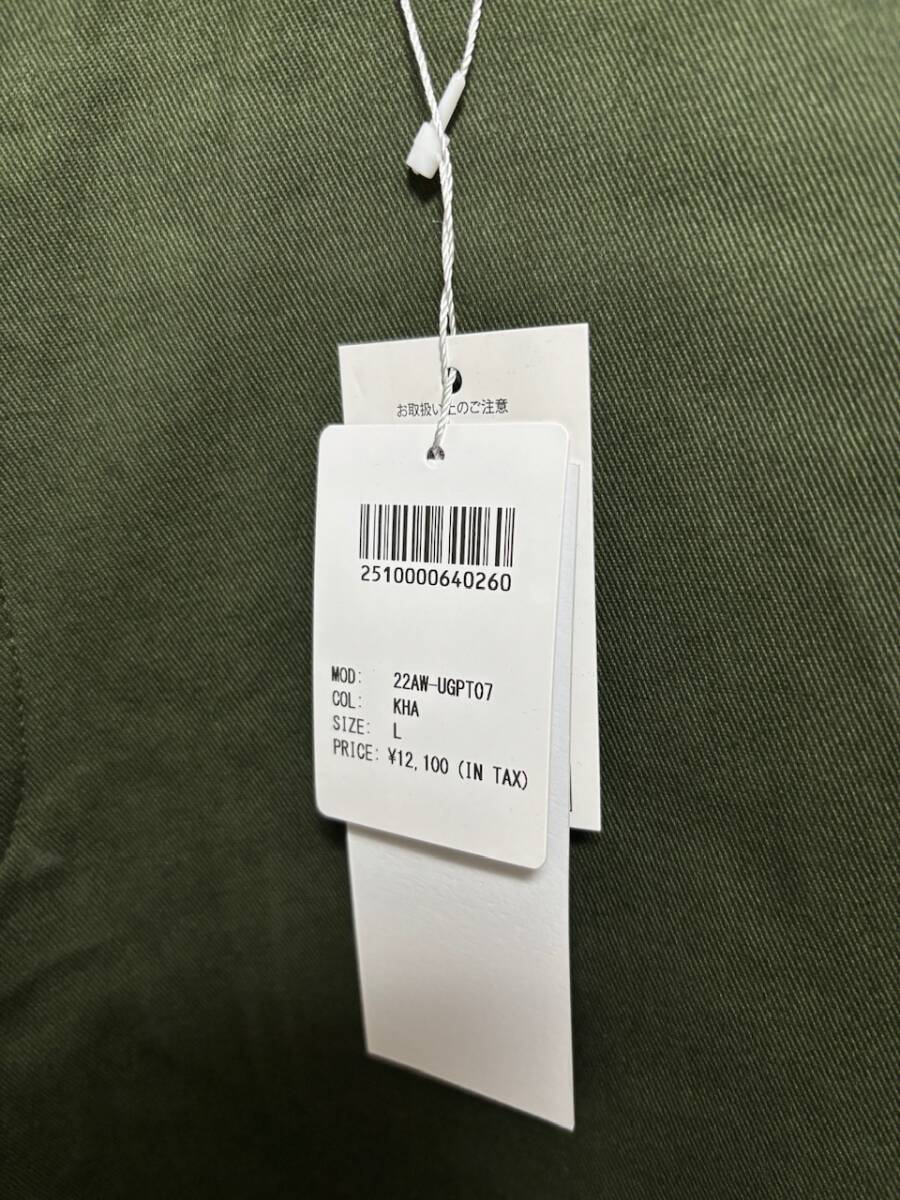 お取扱い上のご注意
2510000640260
MOD: 22AW-UGPT07
COL: KHA
SIZE: L
PRICE: ¥12,100 (IN TAX)